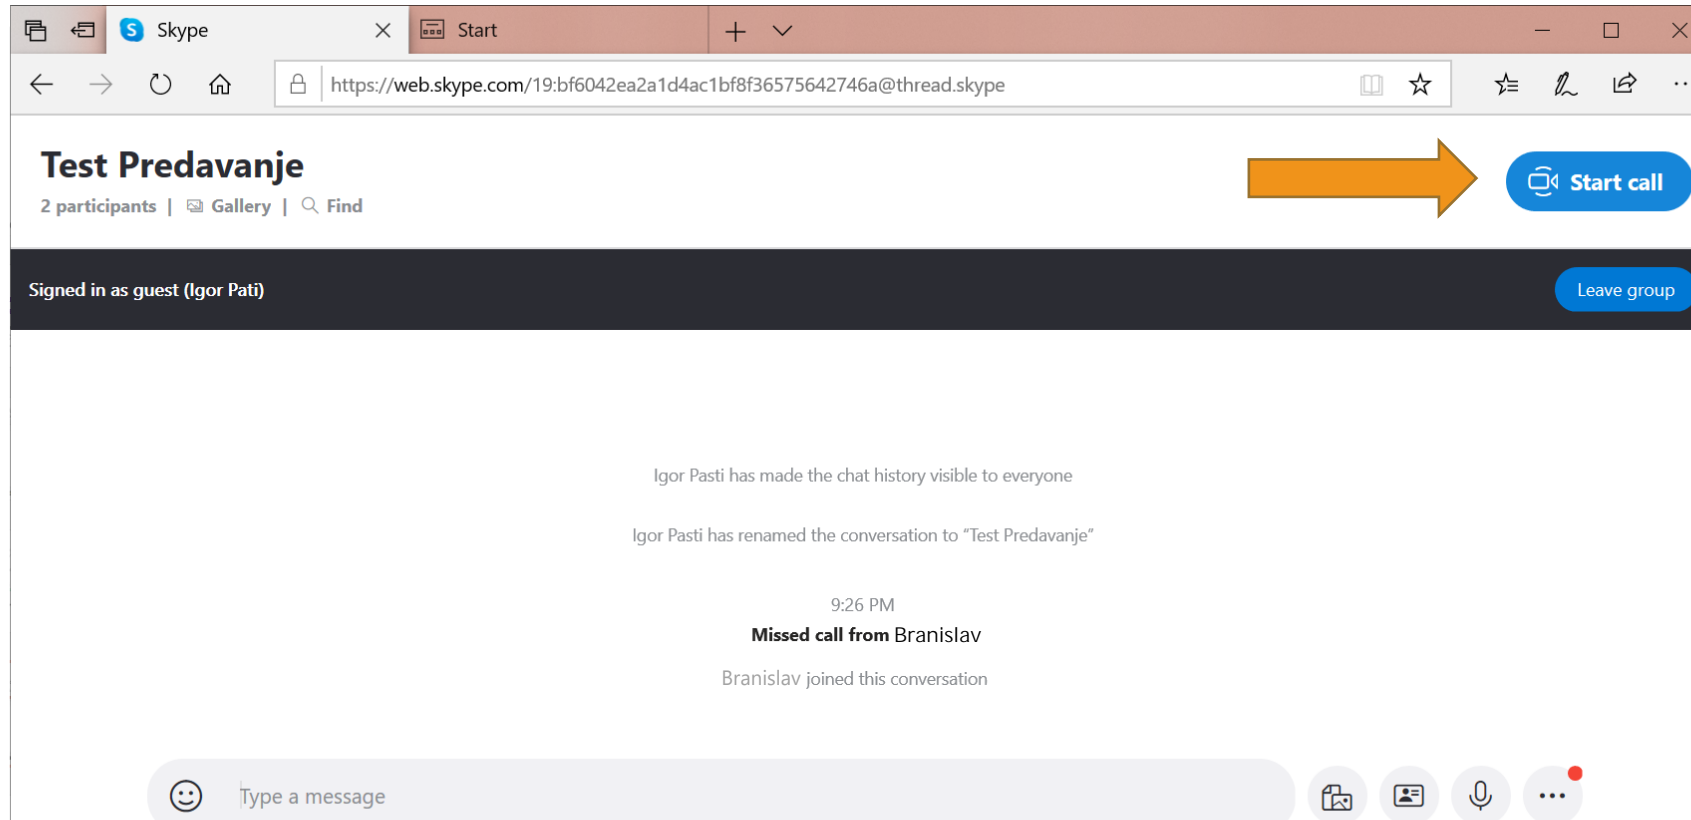 Skype
Start
https://web.skype.com/19:bf6042ea2a1d4ac1bf8f36575642746a@thread.skype
Test Predavanje
2 participants | Gallery | Find
Start call
Signed in as guest (Igor Pati)
Leave group
Igor Pasti has made the chat history visible to everyone
Igor Pasti has renamed the conversation to “Test Predavanje”
9:26 PM
Missed call from Branislav
Branislav joined this conversation
Type a message